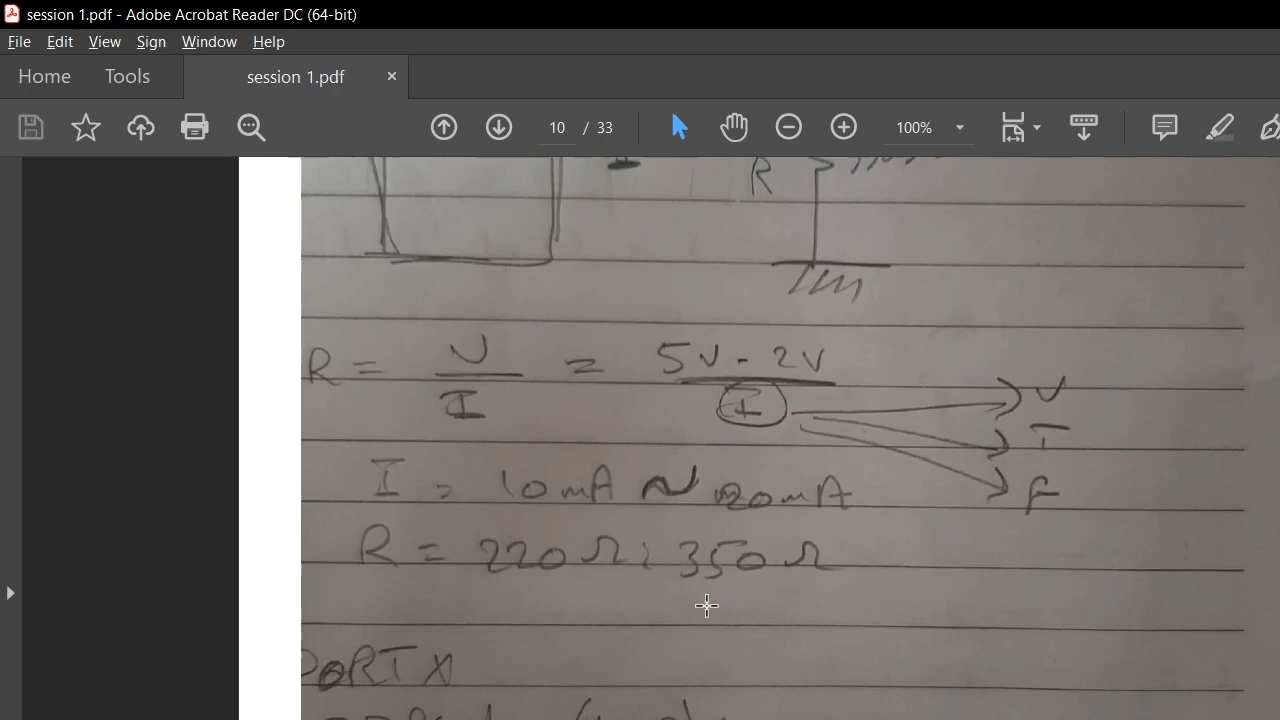 session 1.pdf - Adobe Acrobat Reader DC (64-bit)
File Edit View Sign Window Help
Home Tools session 1.pdf ×
10 / 33 100%
R
R = V / I = 5V - 2V / I
V
I
F
I = 10mA ~ 20mA
R = 220Ω : 350Ω
PORTX